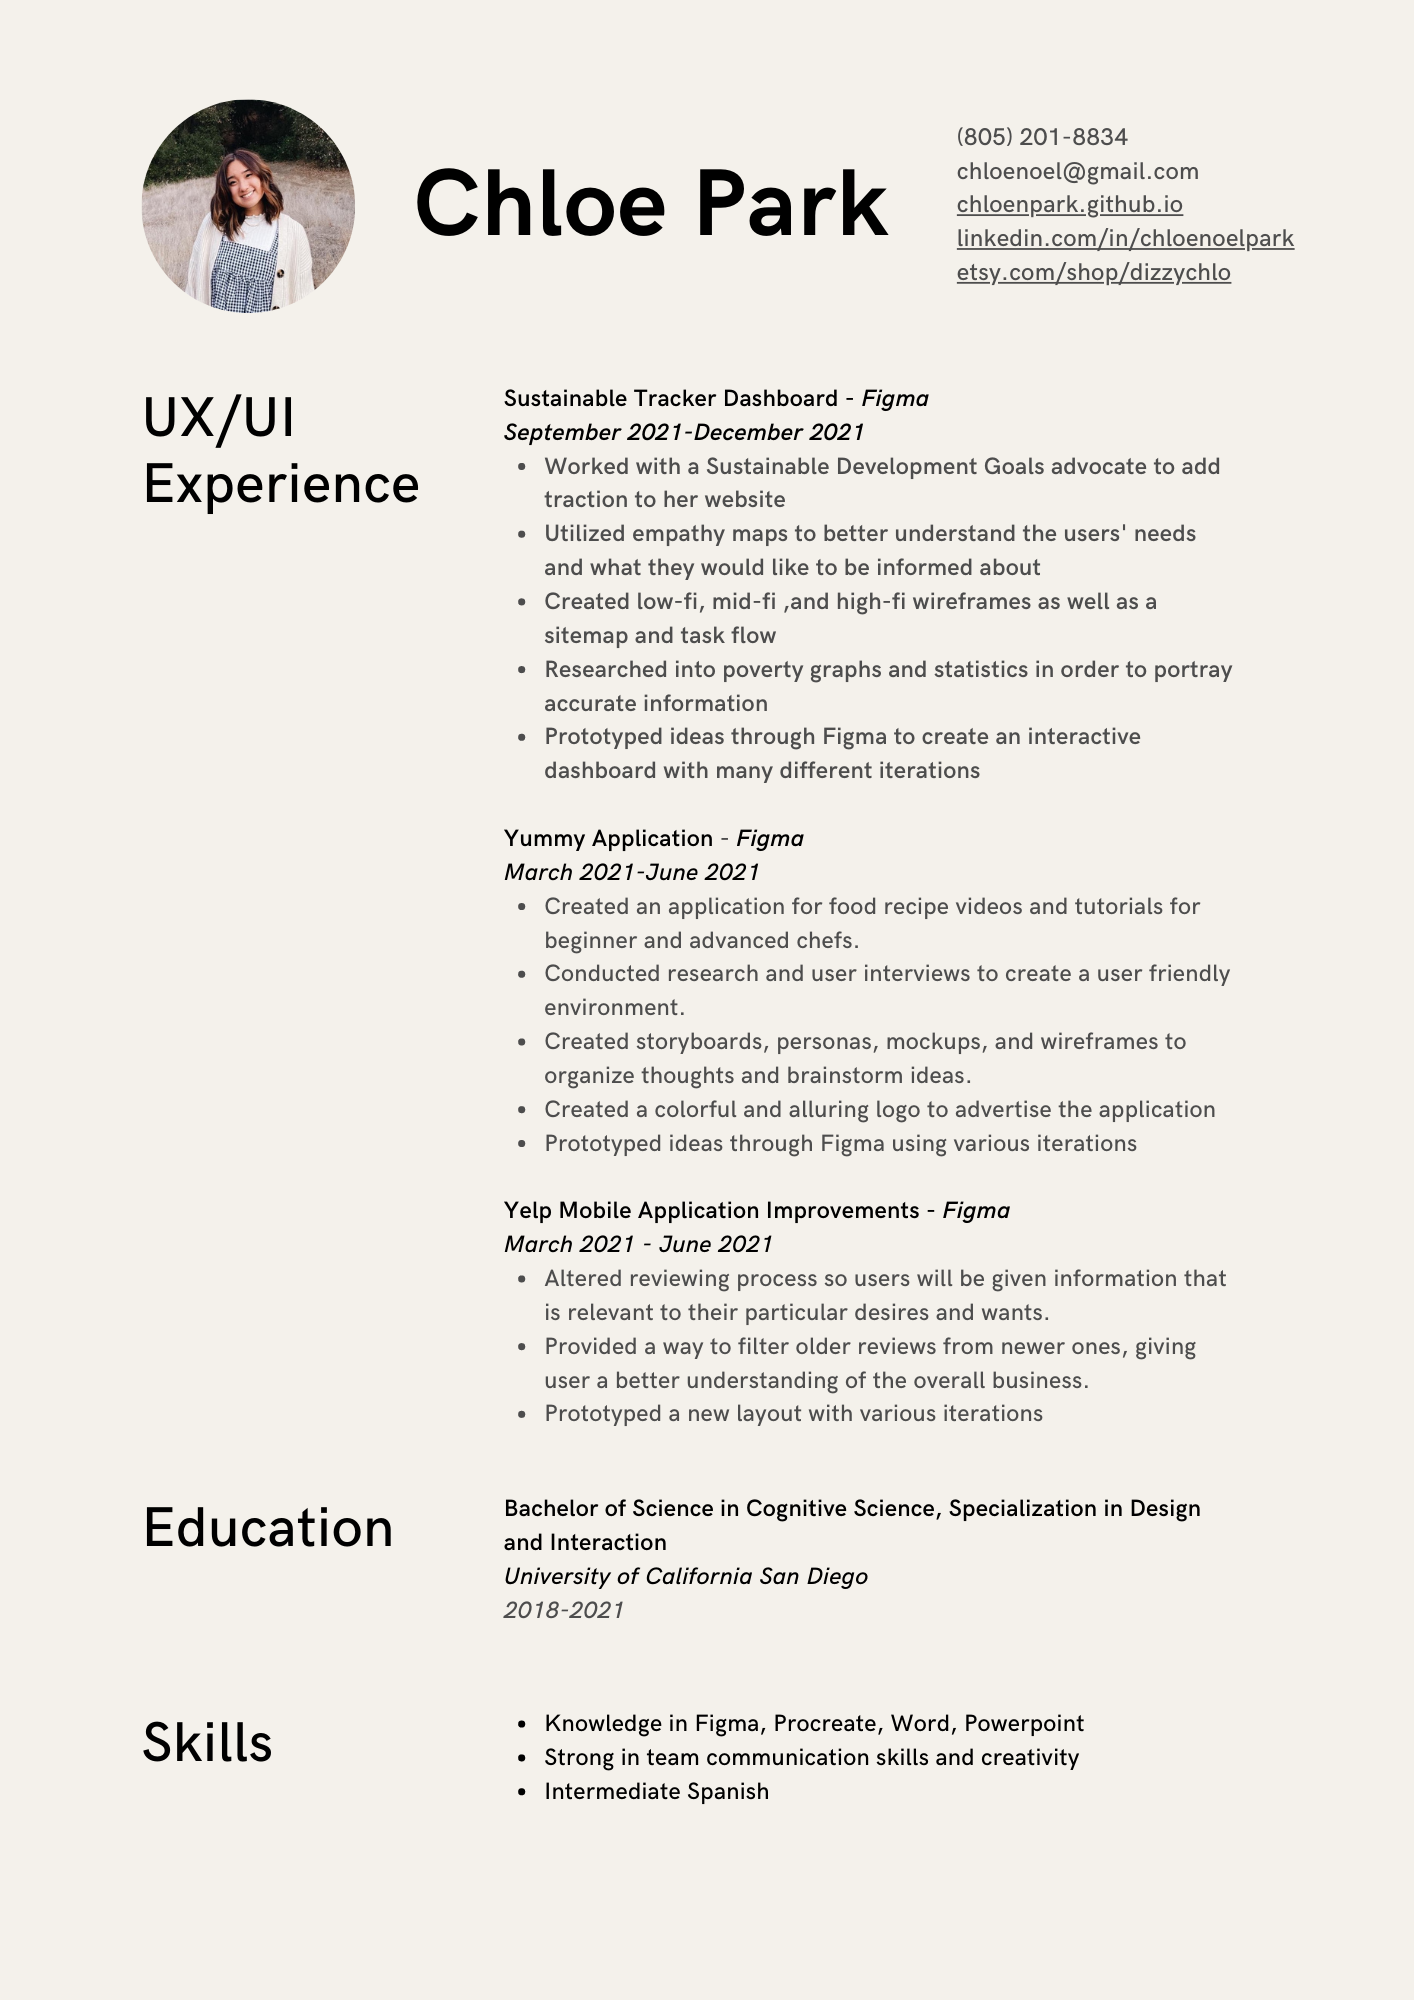 Chloe Park
(805) 201-8834
chloenoel@gmail.com
chloenpark.github.io
linkedin.com/in/chloenoelpark
etsy.com/shop/dizzychlo
UX/UI
Experience
Sustainable Tracker Dashboard - Figma
September 2021-December 2021
• Worked with a Sustainable Development Goals advocate to add
traction to her website
• Utilized empathy maps to better understand the users' needs
and what they would like to be informed about
• Created low-fi, mid-fi ,and high-fi wireframes as well as a
sitemap and task flow
• Researched into poverty graphs and statistics in order to portray
accurate information
• Prototyped ideas through Figma to create an interactive
dashboard with many different iterations
Yummy Application - Figma
March 2021-June 2021
• Created an application for food recipe videos and tutorials for
beginner and advanced chefs.
• Conducted research and user interviews to create a user friendly
environment.
• Created storyboards, personas, mockups, and wireframes to
organize thoughts and brainstorm ideas.
• Created a colorful and alluring logo to advertise the application
• Prototyped ideas through Figma using various iterations
Yelp Mobile Application Improvements - Figma
March 2021 - June 2021
• Altered reviewing process so users will be given information that
is relevant to their particular desires and wants.
• Provided a way to filter older reviews from newer ones, giving
user a better understanding of the overall business.
• Prototyped a new layout with various iterations
Education
Bachelor of Science in Cognitive Science, Specialization in Design
and Interaction
University of California San Diego
2018-2021
Skills
• Knowledge in Figma, Procreate, Word, Powerpoint
• Strong in team communication skills and creativity
• Intermediate Spanish